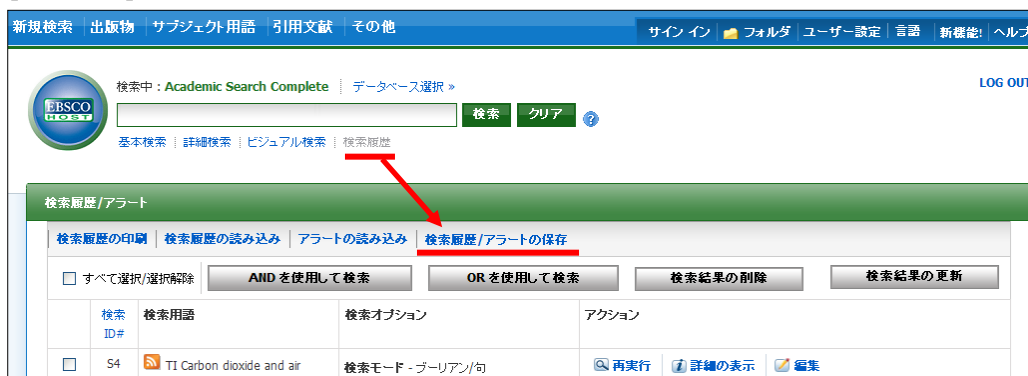 新規検索 出版物 サブジェクト用語 引用文献 その他 サイン イン フォルダ ユーザー設定 言語 新機能! ヘルプ
検索中 : Academic Search Complete データベース選択 » LOG OUT
EBSCO HOST 検索 クリア ?
基本検索 詳細検索 ビジュアル検索 検索履歴
検索履歴/アラート
検索履歴の印刷 検索履歴の読み込み アラートの読み込み 検索履歴/アラートの保存
すべて選択/選択解除 AND を使用して検索 OR を使用して検索 検索結果の削除 検索結果の更新
検索 ID# 検索用語 検索オプション アクション
S4 TI Carbon dioxide and air 検索モード - ブーリアン/句 再実行 詳細の表示 編集